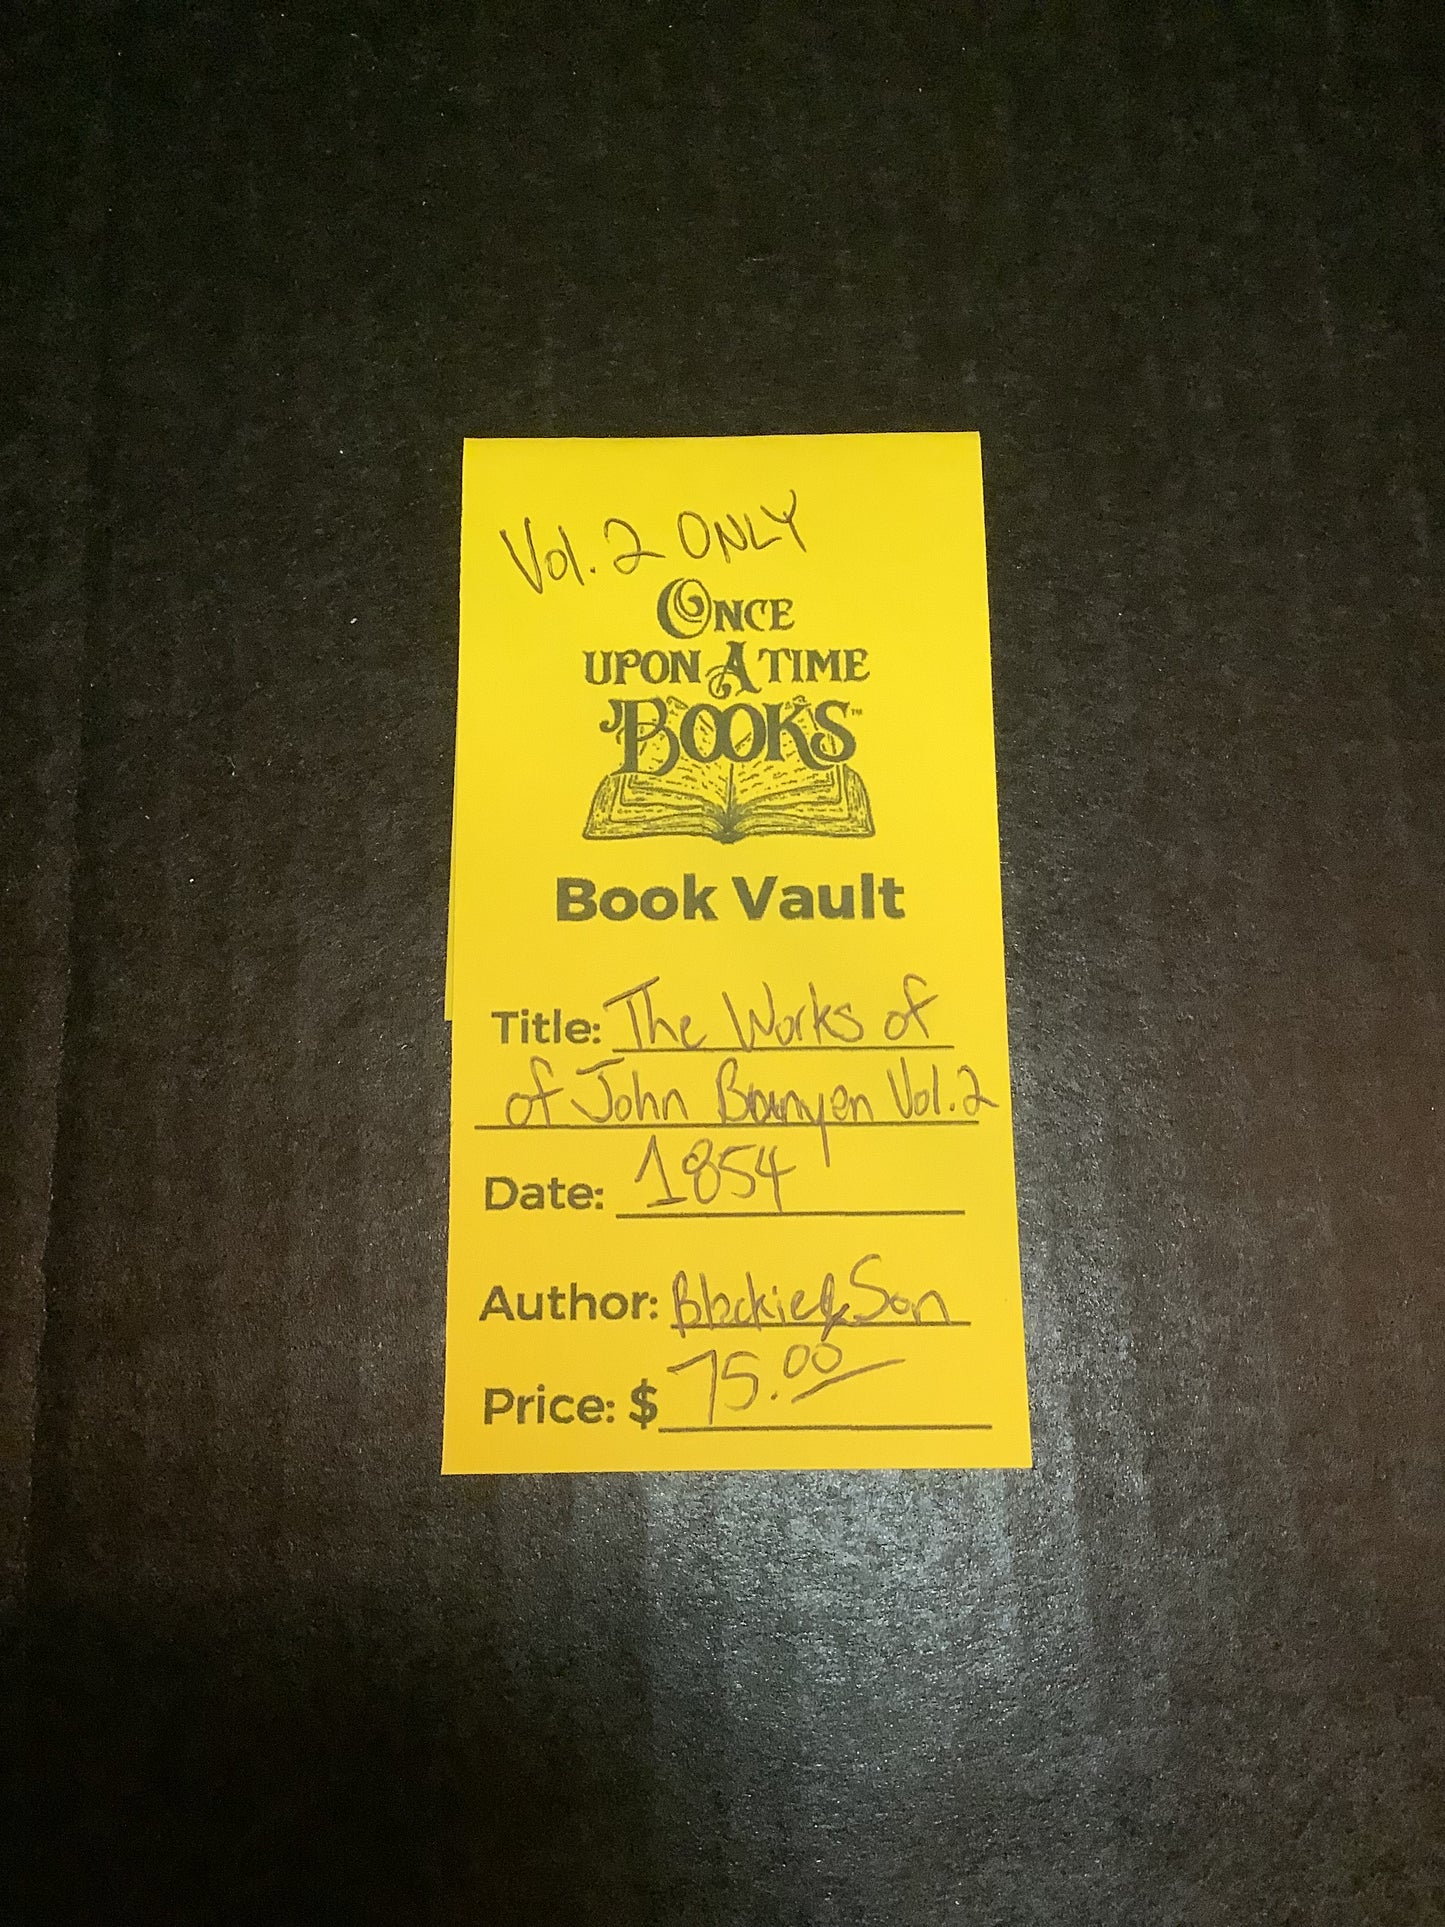 Vol. 2 ONLY
ONCE
UPON A TIME
BOOKS™
Book Vault
Title: The Works of
of John Bunyen Vol. 2
Date: 1854
Author: Blackie & Son
Price: $ 75.00